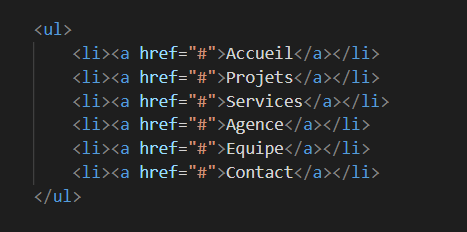 <ul>
<li><a href="#">Accueil</a></li>
<li><a href="#">Projets</a></li>
<li><a href="#">Services</a></li>
<li><a href="#">Agence</a></li>
<li><a href="#">Equipe</a></li>
<li><a href="#">Contact</a></li>
</ul>